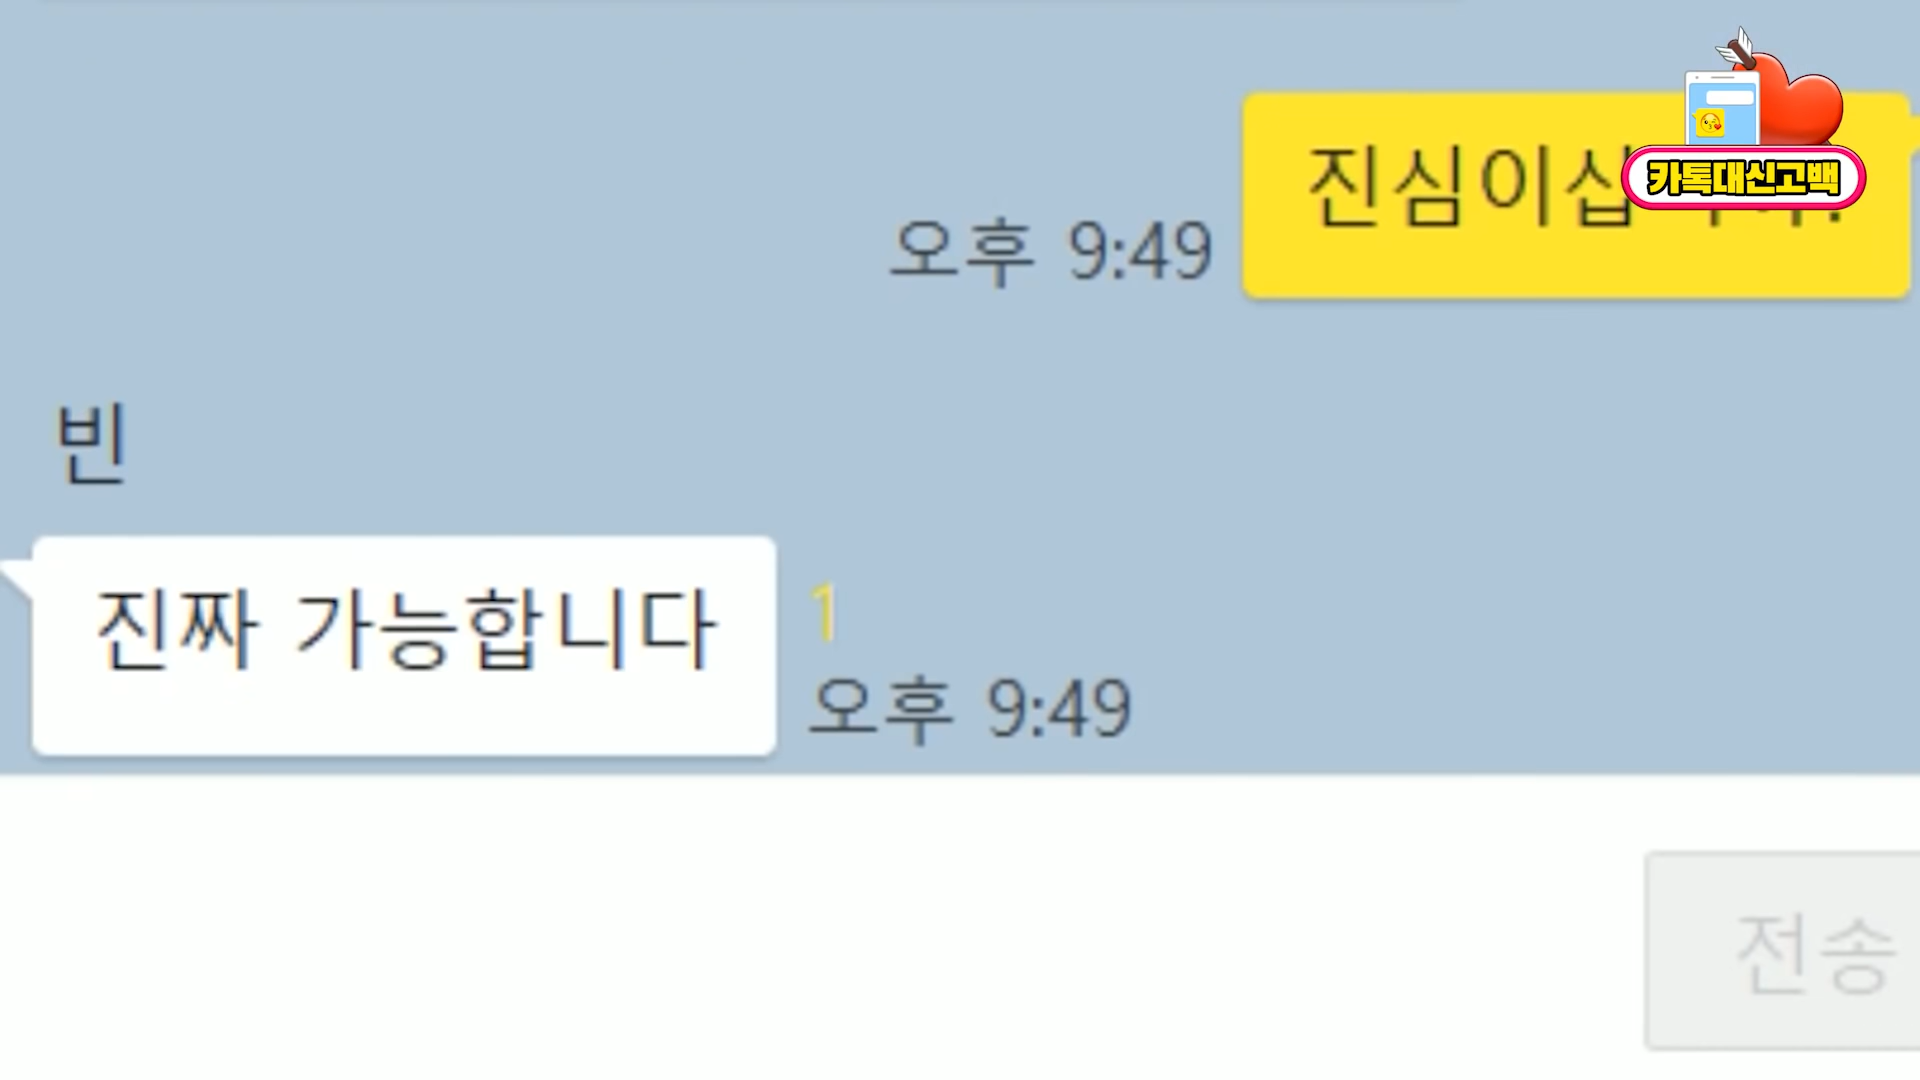 카톡대신고백
진심이십
오후 9:49
빈
진짜 가능합니다
1
오후 9:49
전송